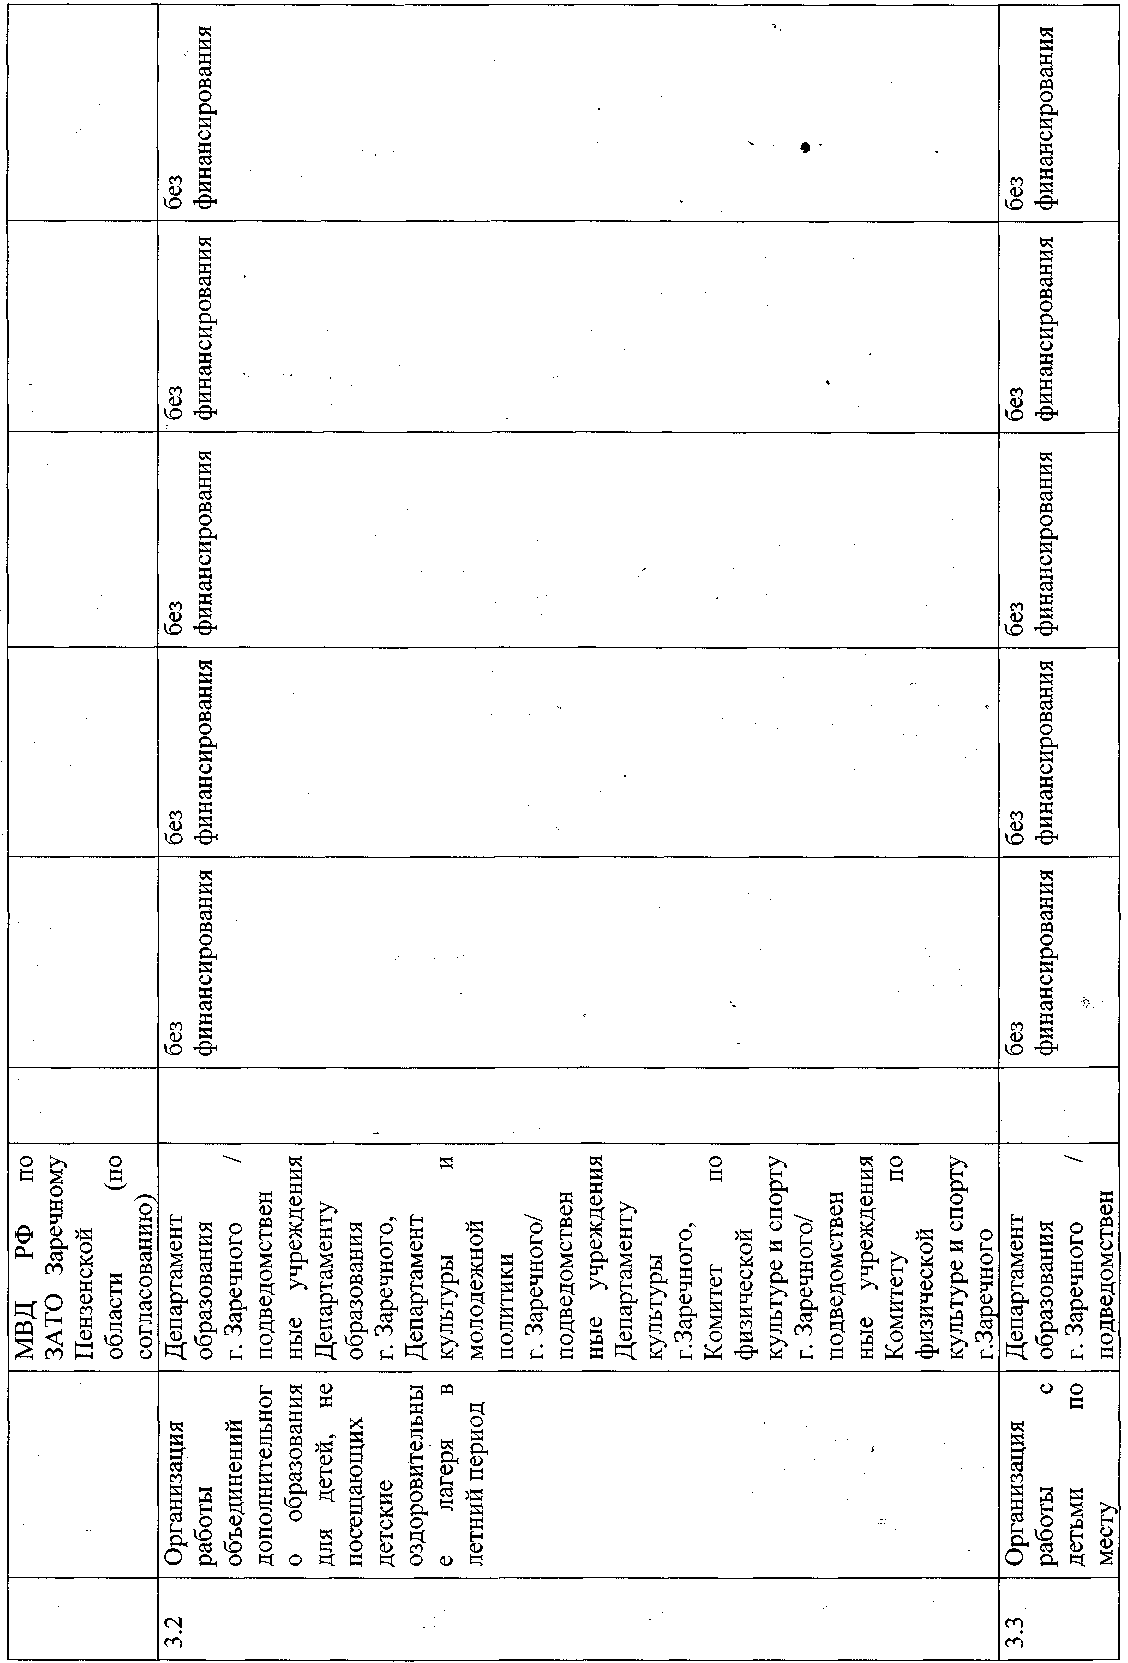 МВД РФ по
ЗАТО Заречному
Пензенской
области (по
согласованию)
3.2
Организация
работы
объединений
дополнительног
о образования
для детей, не
посещающих
детские
оздоровительны
е лагеря в
летний период
Департамент
образования
г. Заречного /
подведомствен
ные учреждения
Департаменту
образования
г. Заречного,
Департамент
культуры и
молодежной
политики
г. Заречного/
подведомствен
ные учреждения
Департаменту
культуры
г.Заречного,
Комитет по
физической
культуре и спорту
г. Заречного/
подведомствен
ные учреждения
Комитету по
физической
культуре и спорту
г.Заречного
без
финансирования
без
финансирования
без
финансирования
без
финансирования
без
финансирования
3.3
Организация
работы с
детьми по
месту
Департамент
образования
г. Заречного /
подведомствен
без
финансирования
без
финансирования
без
финансирования
без
финансирования
без
финансирования